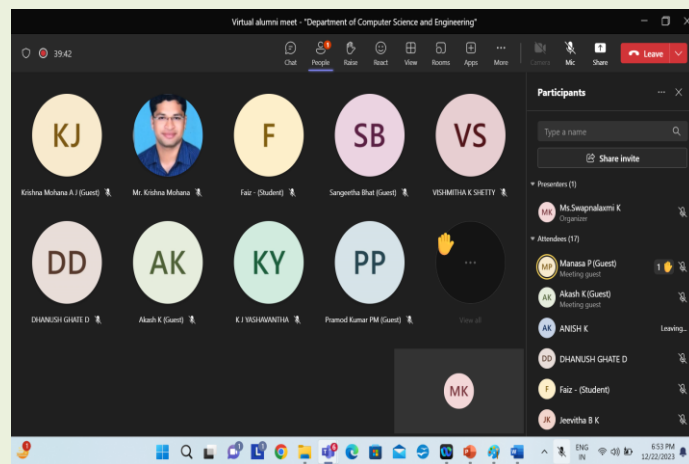 Virtual alumni meet - "Department of Computer Science and Engineering"
39:42
Chat
People
Raise
React
View
Rooms
Apps
More
Camera
Mic
Share
Leave
KJ
F
SB
VS
Krishna Mohana A J (Guest)
Mr. Krishna Mohana
Faiz - (Student)
Sangeetha Bhat (Guest)
VISHMITHA K SHETTY
DD
AK
KY
PP
DHANUSH GHATE D
Akash K (Guest)
K J YASHAVANTHA
Pramod Kumar PM (Guest)
View all
MK
Participants
Type a name
Share invite
Presenters (1)
MK
Ms.Swapnalaxmi K
Organizer
Attendees (17)
MP
Manasa P(Guest)
Meeting guest
1
AK
Akash K (Guest)
Meeting guest
AK
ANISH K
Leaving...
DD
DHANUSH GHATE D
F
Faiz - (Student)
JK
Jeevitha B K
ENG
IN
6:53 PM
12/22/2023